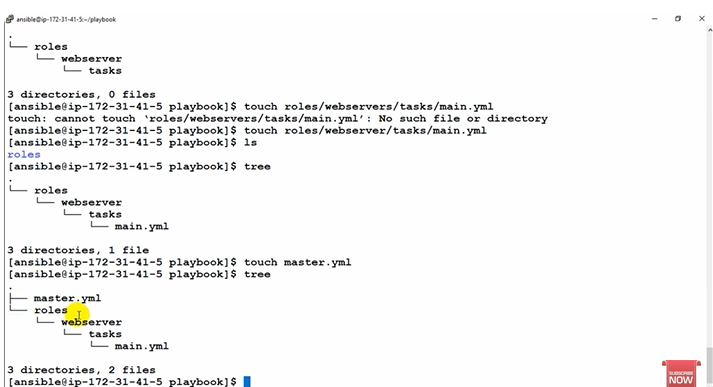 ansible@ip-172-31-41-5:~/playbook
.
└── roles
    └── webserver
        └── tasks
3 directories, 0 files
[ansible@ip-172-31-41-5 playbook]$ touch roles/webservers/tasks/main.yml
touch: cannot touch ‘roles/webservers/tasks/main.yml’: No such file or directory
[ansible@ip-172-31-41-5 playbook]$ touch roles/webserver/tasks/main.yml
[ansible@ip-172-31-41-5 playbook]$ ls
roles
[ansible@ip-172-31-41-5 playbook]$ tree
.
└── roles
    └── webserver
        └── tasks
            └── main.yml
3 directories, 1 file
[ansible@ip-172-31-41-5 playbook]$ touch master.yml
[ansible@ip-172-31-41-5 playbook]$ tree
.
├── master.yml
└── roles
    └── webserver
        └── tasks
            └── main.yml
3 directories, 2 files
[ansible@ip-172-31-41-5 playbook]$
SUBSCRIBE
NOW